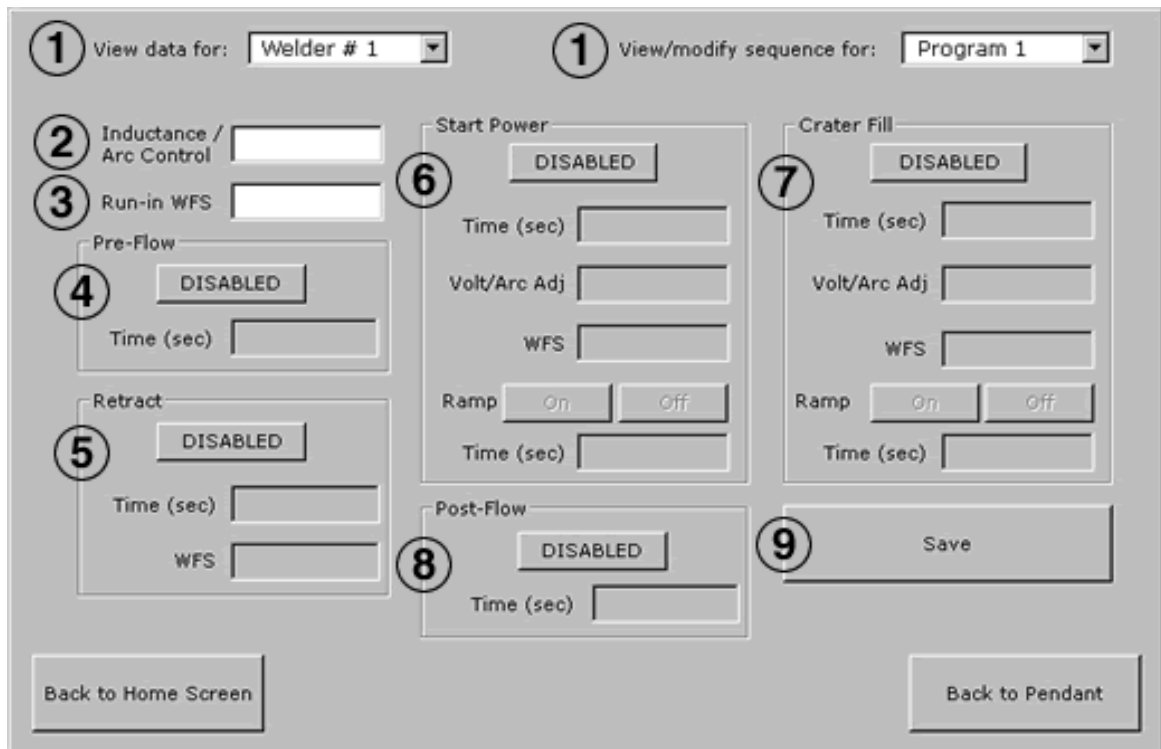 1 View data for: Welder # 1
1 View/modify sequence for: Program 1
2 Inductance /
Arc Control
3 Run-in WFS
Pre-Flow
4 DISABLED
Time (sec)
Retract
5 DISABLED
Time (sec)
WFS
Start Power
6 DISABLED
Time (sec)
Volt/Arc Adj
WFS
Ramp On Off
Time (sec)
Crater Fill
7 DISABLED
Time (sec)
Volt/Arc Adj
WFS
Ramp On Off
Time (sec)
Post-Flow
8 DISABLED
Time (sec)
9 Save
Back to Home Screen
Back to Pendant